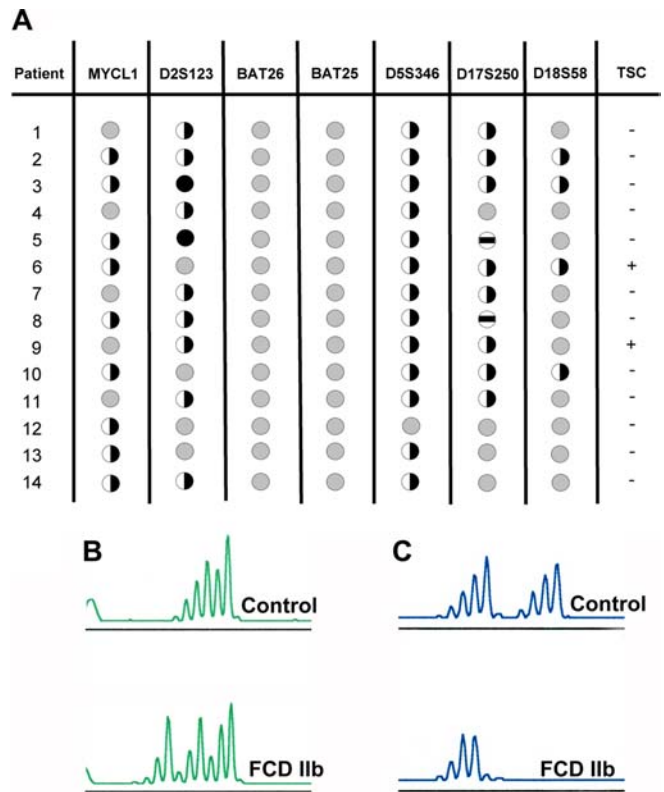 A
Patient MYCL1 D2S123 BAT26 BAT25 D5S346 D17S250 D18S58 TSC
1 -
2 -
3 -
4 -
5 -
6 +
7 -
8 -
9 +
10 -
11 -
12 -
13 -
14 -
B C
Control Control
FCD IIb FCD IIb